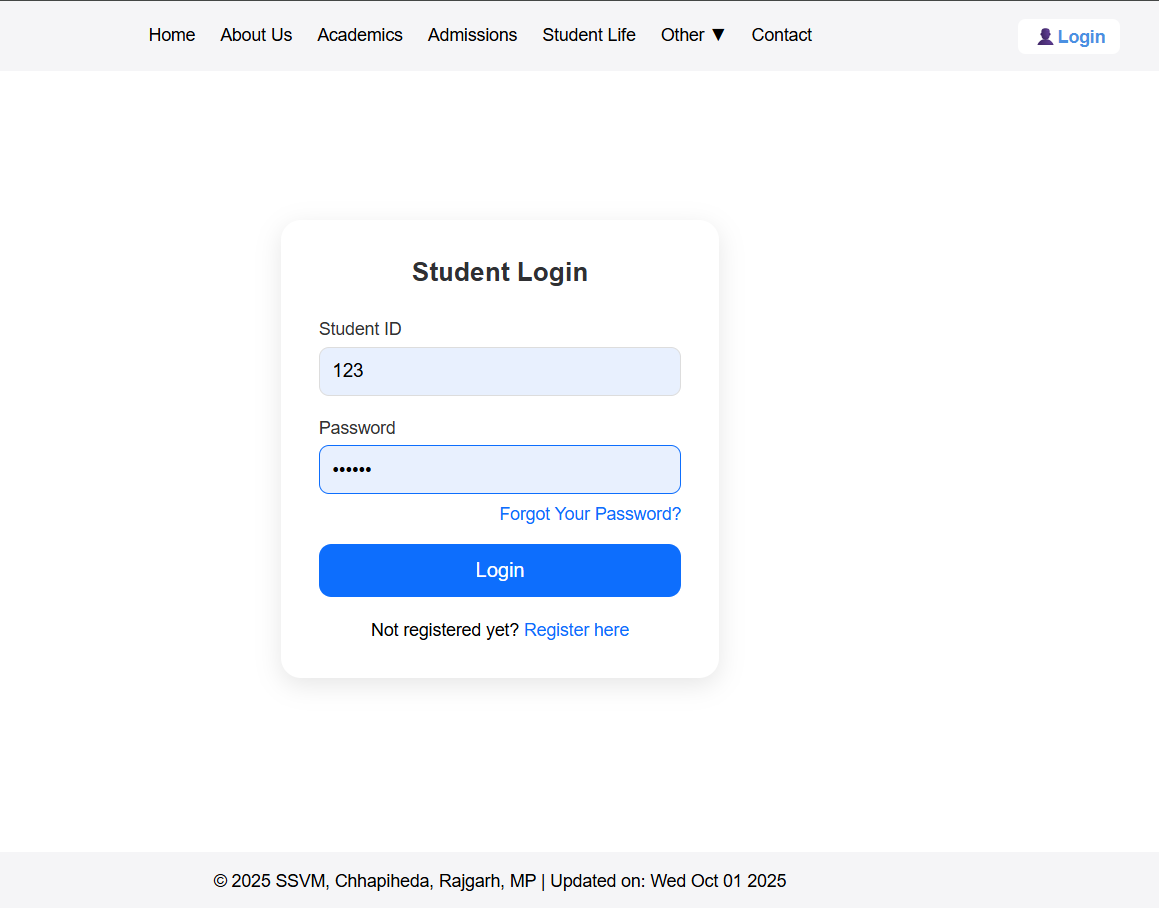 Home About Us Academics Admissions Student Life Other ▼ Contact Login
Student Login
Student ID
123
Password
••••••
Forgot Your Password?
Login
Not registered yet? Register here
© 2025 SSVM, Chhapiheda, Rajgarh, MP | Updated on: Wed Oct 01 2025